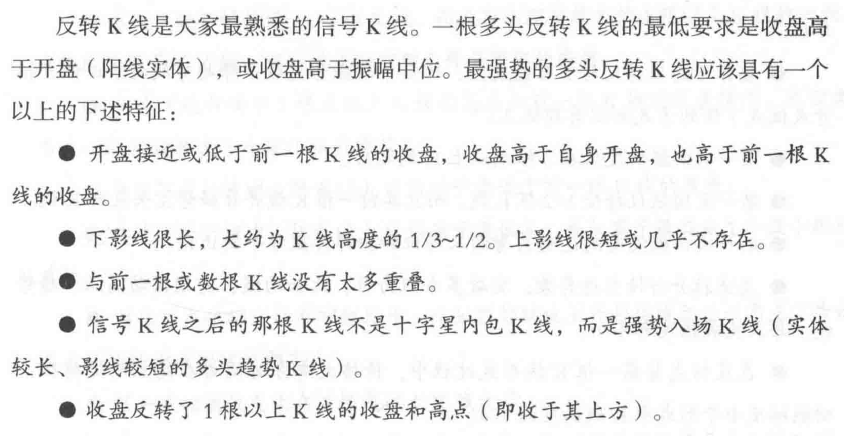 反转 K 线是大家最熟悉的信号 K 线。一根多头反转 K 线的最低要求是收盘高
于开盘（阳线实体），或收盘高于振幅中位。最强势的多头反转 K 线应该具有一个
以上的下述特征：
● 开盘接近或低于前一根 K 线的收盘，收盘高于自身开盘，也高于前一根 K
线的收盘。
● 下影线很长，大约为 K 线高度的 1/3~1/2。上影线很短或几乎不存在。
● 与前一根或数根 K 线没有太多重叠。
● 信号 K 线之后的那根 K 线不是十字星内包 K 线，而是强势入场 K 线（实体
较长、影线较短的多头趋势 K 线）。
● 收盘反转了 1 根以上 K 线的收盘和高点（即收于其上方）。